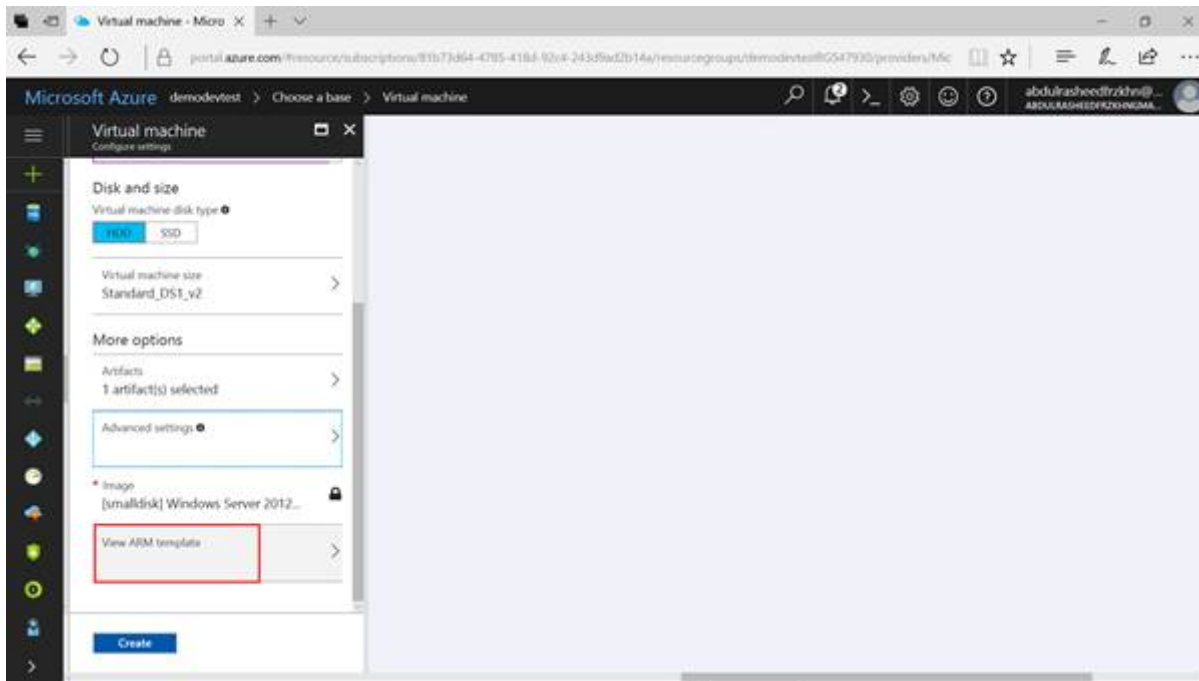 Virtual machine - Micro
portal.azure.com
Microsoft Azure demodevtest > Choose a base > Virtual machine
abdulrasheedfrzkhn@...
Virtual machine
Configure settings
Disk and size
Virtual machine disk type
HDD SSD
Virtual machine size
Standard_DS1_v2
More options
Artifacts
1 artifact(s) selected
Advanced settings
* Image
[smalldisk] Windows Server 2012...
View ARM template
Create